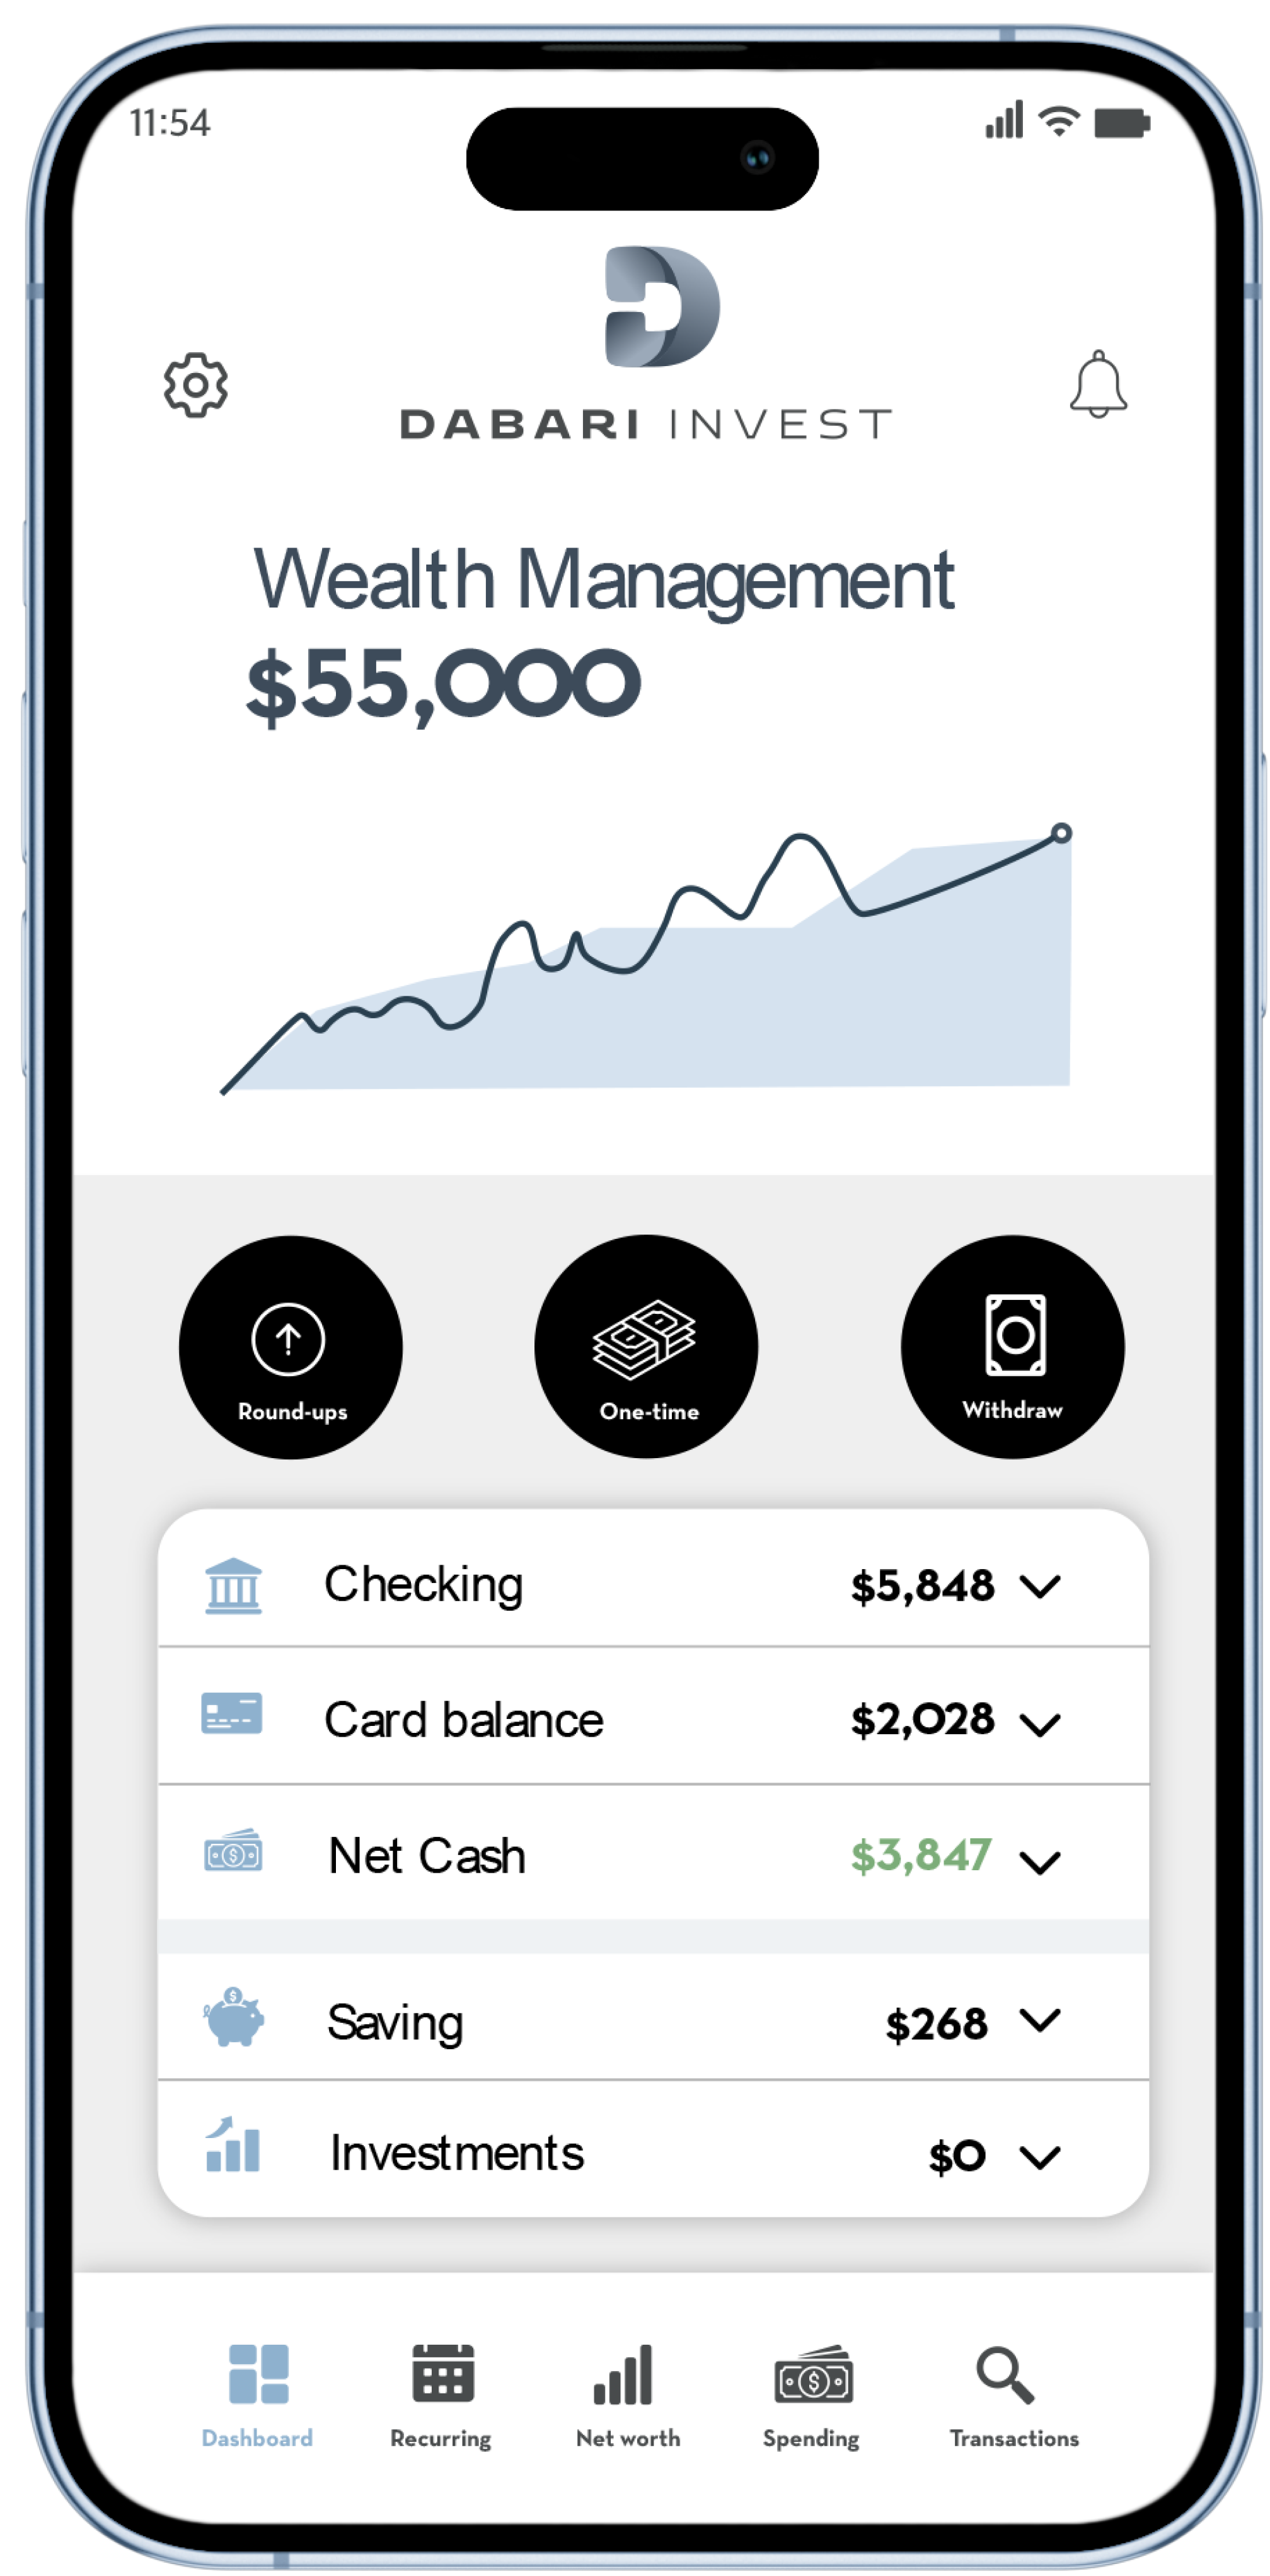 11:54
DABARI INVEST
Wealth Management
$55,000
Round-ups
One-time
Withdraw
Checking $5,848
Card balance $2,028
Net Cash $3,847
Saving $268
Investments $0
Dashboard Recurring Net worth Spending Transactions